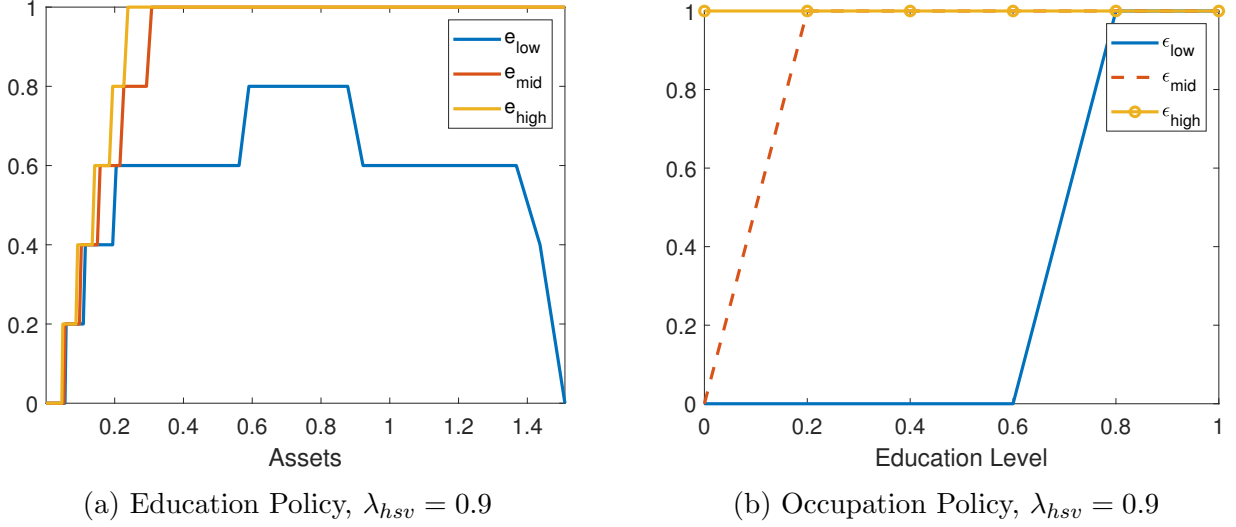 1
0.8
0.6
0.4
0.2
0
0.2 0.4 0.6 0.8 1 1.2 1.4
Assets
e_low
e_mid
e_high
(a) Education Policy, λ_hsv = 0.9
1
0.8
0.6
0.4
0.2
0
0 0.2 0.4 0.6 0.8 1
Education Level
ϵ_low
ϵ_mid
ϵ_high
(b) Occupation Policy, λ_hsv = 0.9